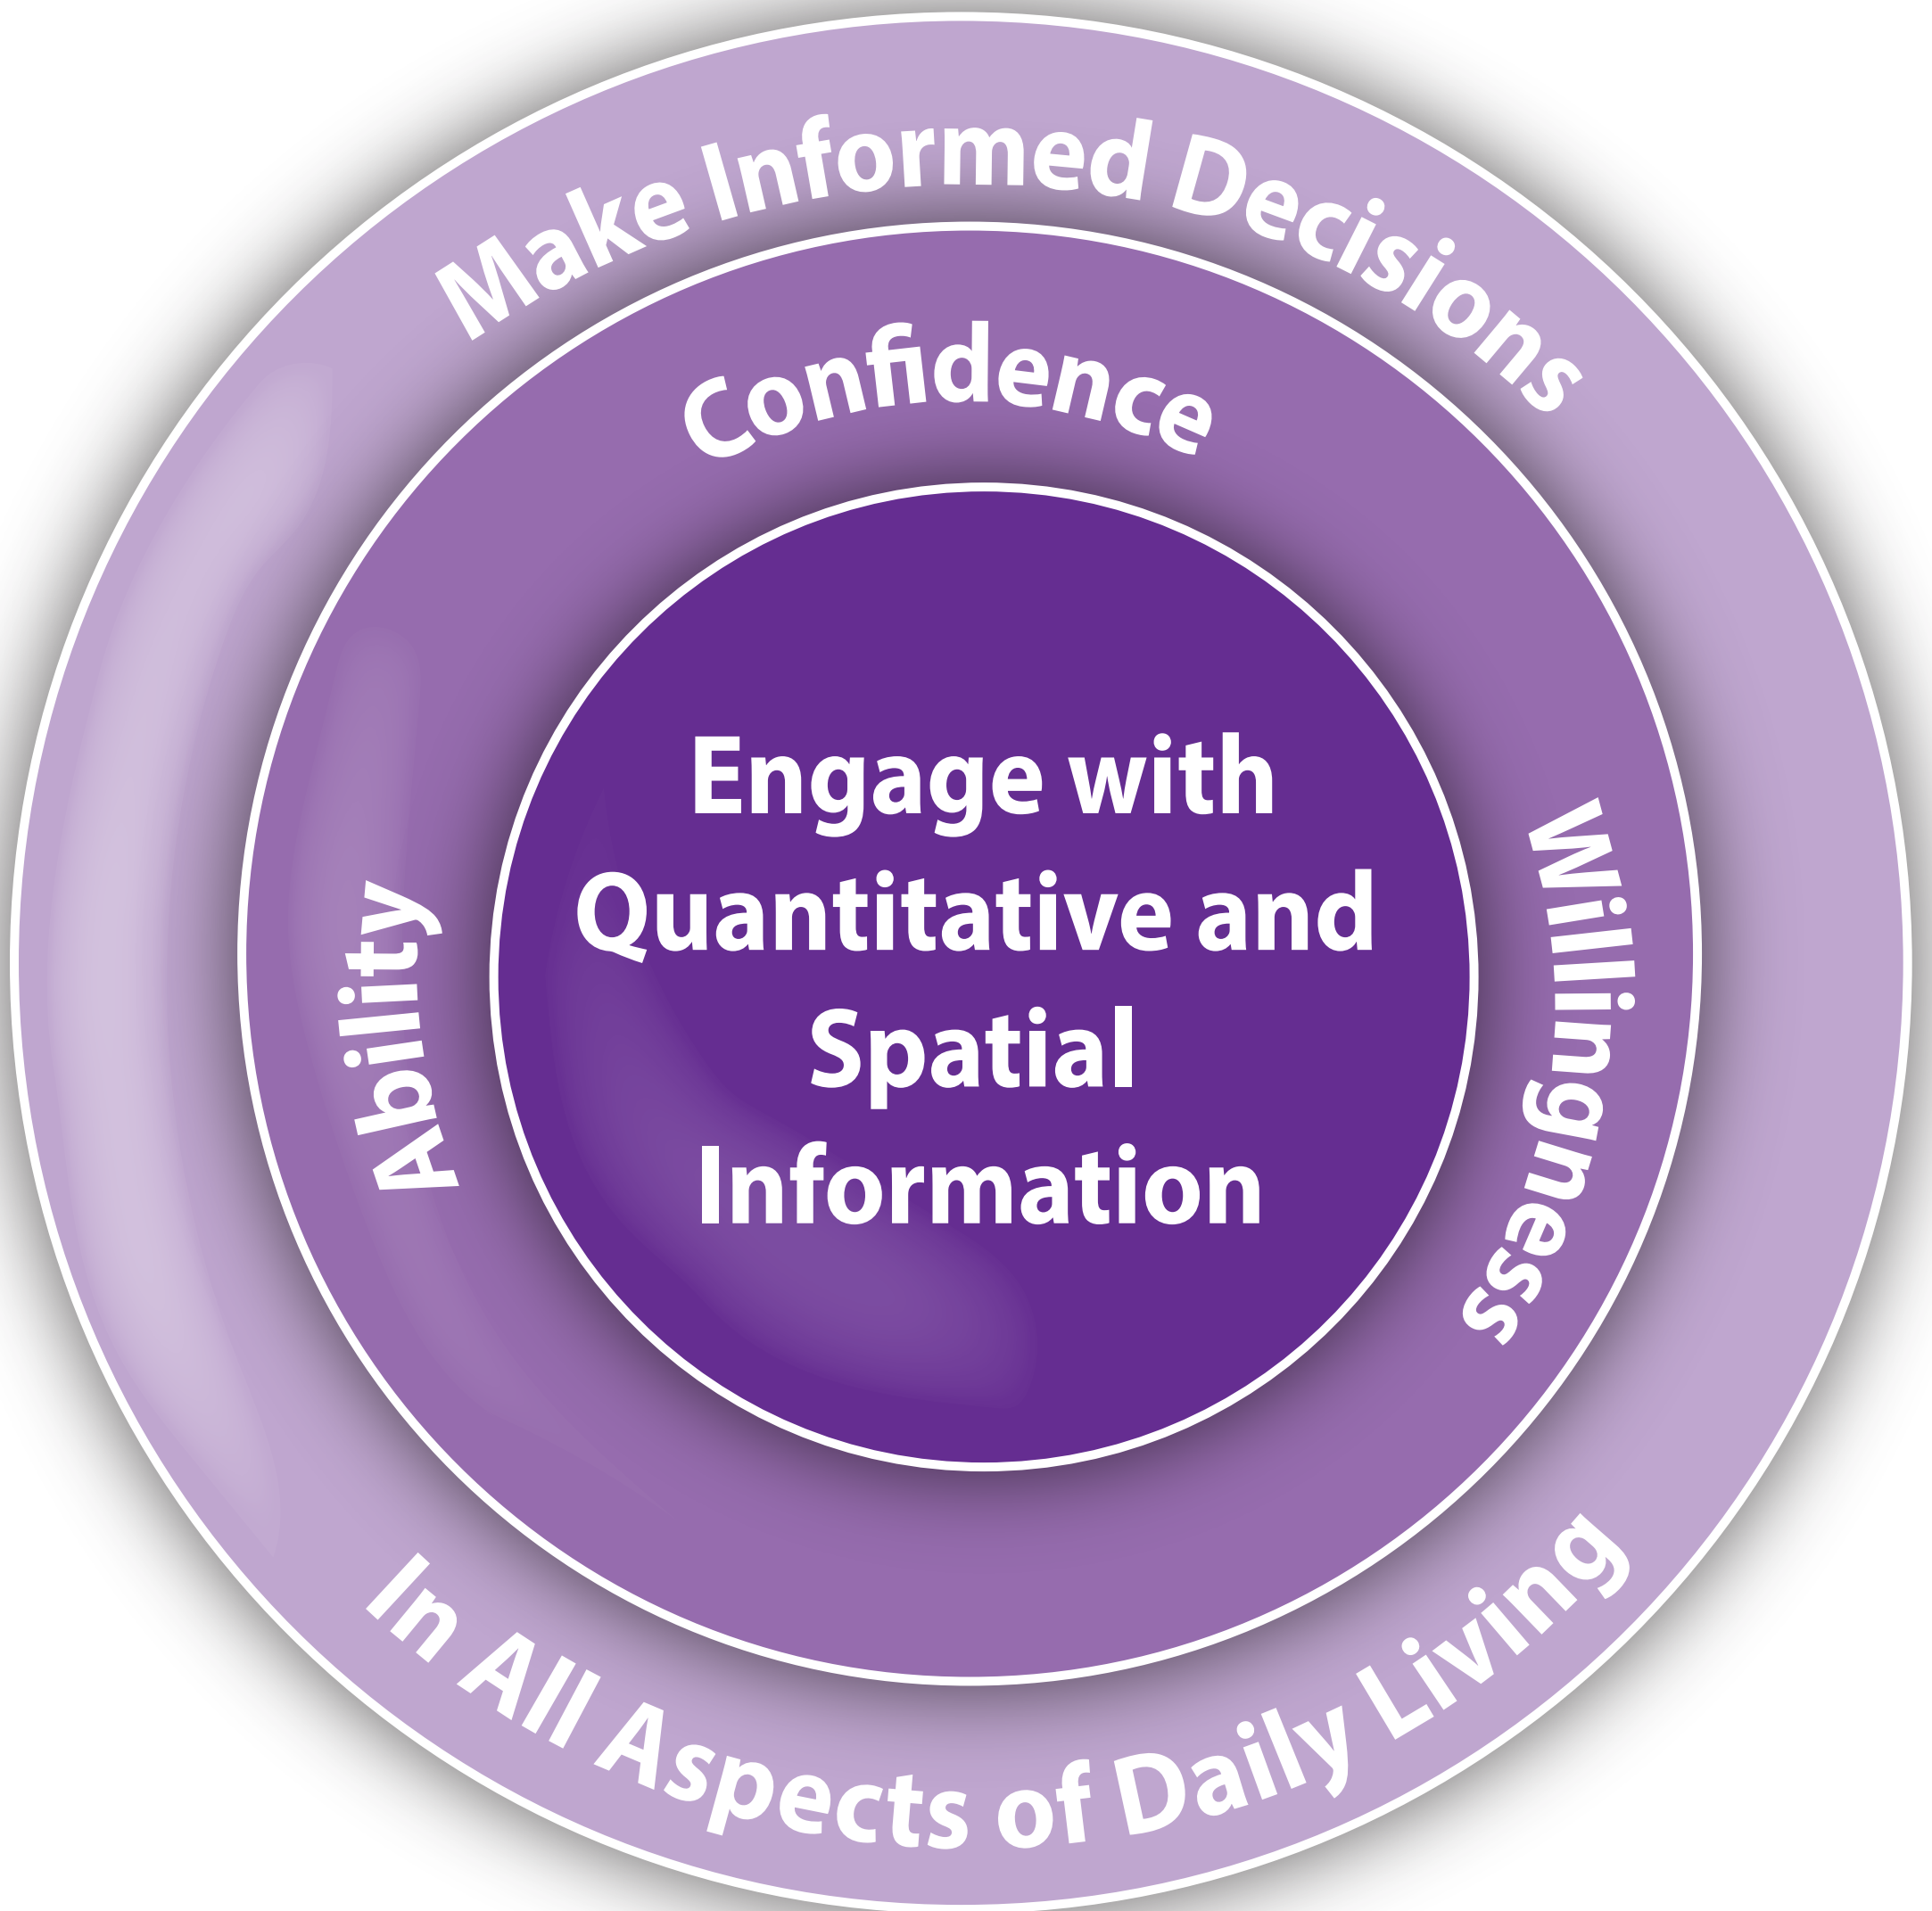 Make Informed Decisions
Confidence
Ability
Willingness
Engage with
Quantitative and
Spatial
Information
In All Aspects of Daily Living